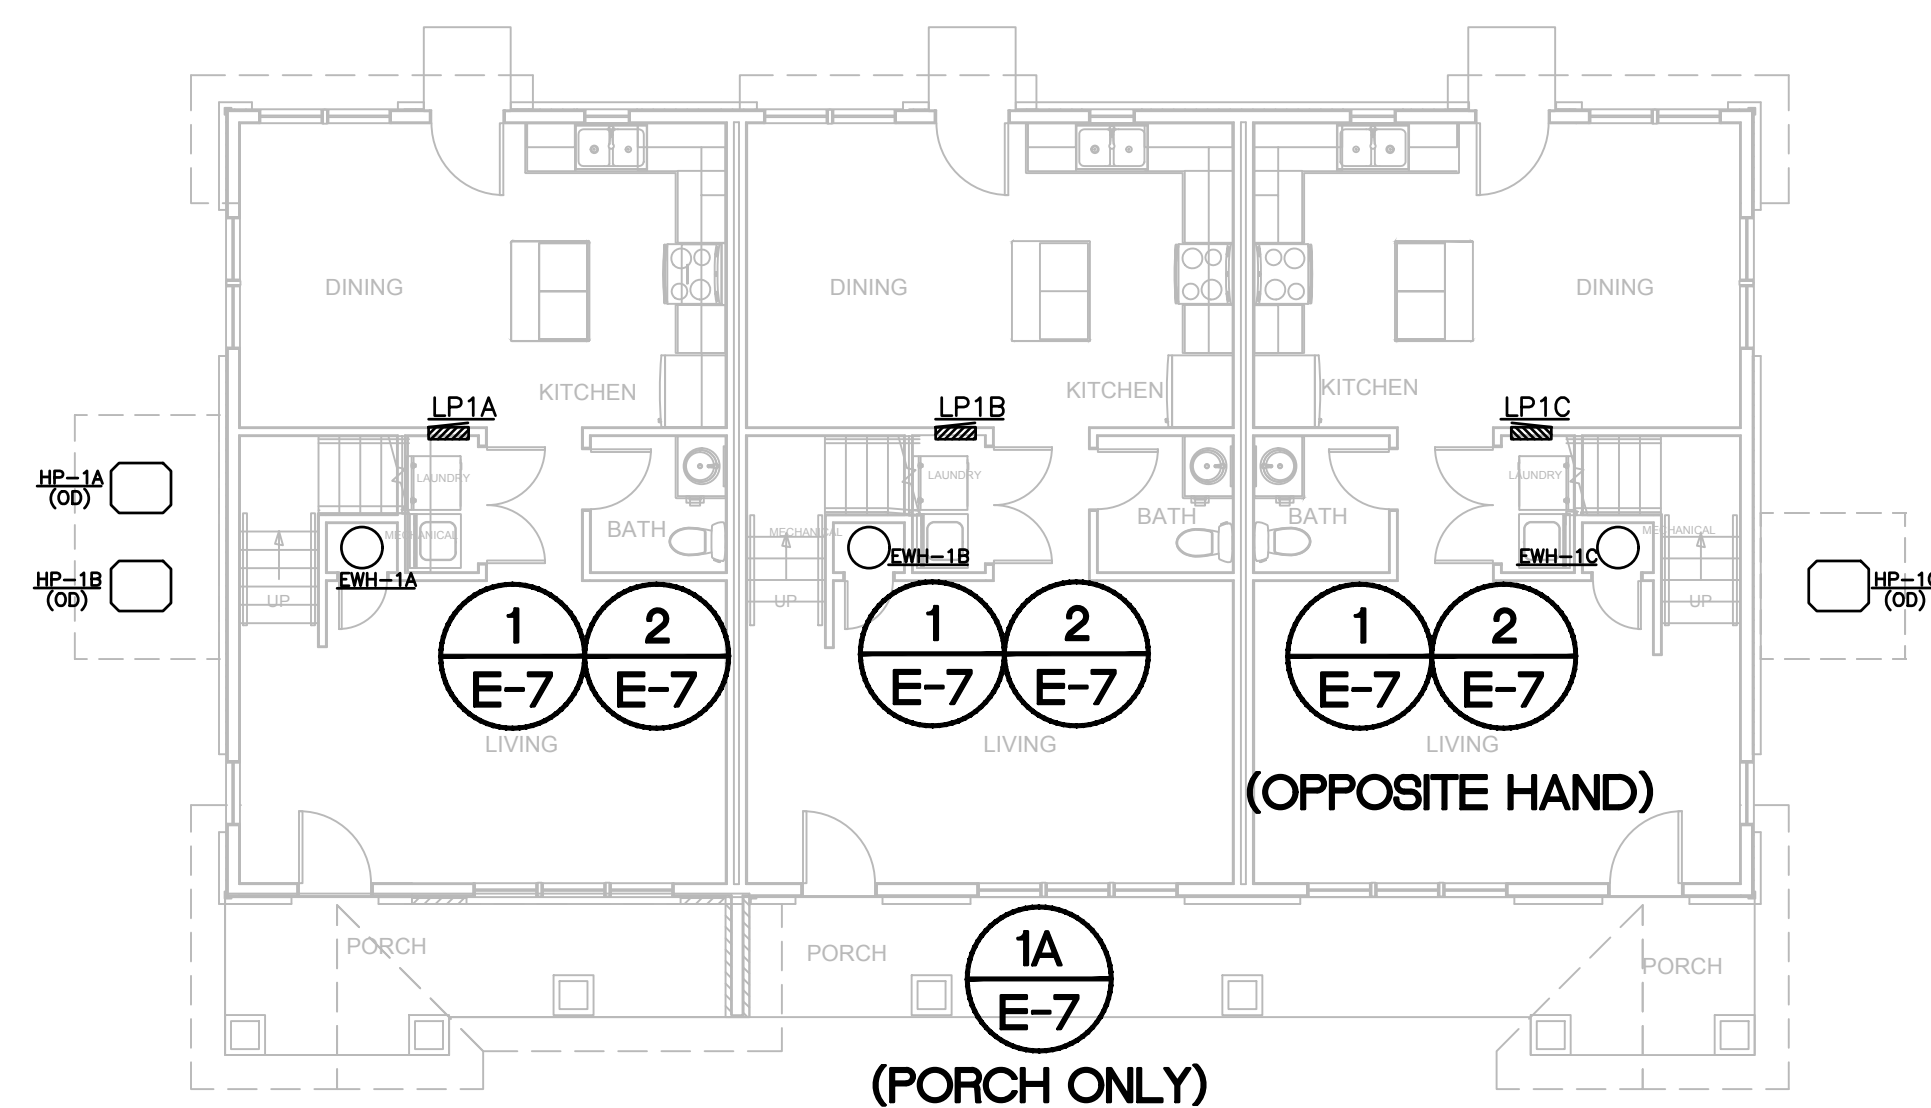 DINING
DINING
DINING
KITCHEN
KITCHEN
KITCHEN
LP1A
LP1B
LP1C
HP-1A
(OD)
LAUNDRY
LAUNDRY
LAUNDRY
BATH
BATH
BATH
MECHANICAL
MECHANICAL
MECHANICAL
EWH-1A
EWH-1B
EWH-1C
HP-1B
(OD)
HP-1C
(OD)
UP
UP
UP
1
E-7
2
E-7
1
E-7
2
E-7
1
E-7
2
E-7
LIVING
LIVING
LIVING
(OPPOSITE HAND)
PORCH
PORCH
PORCH
1A
E-7
(PORCH ONLY)